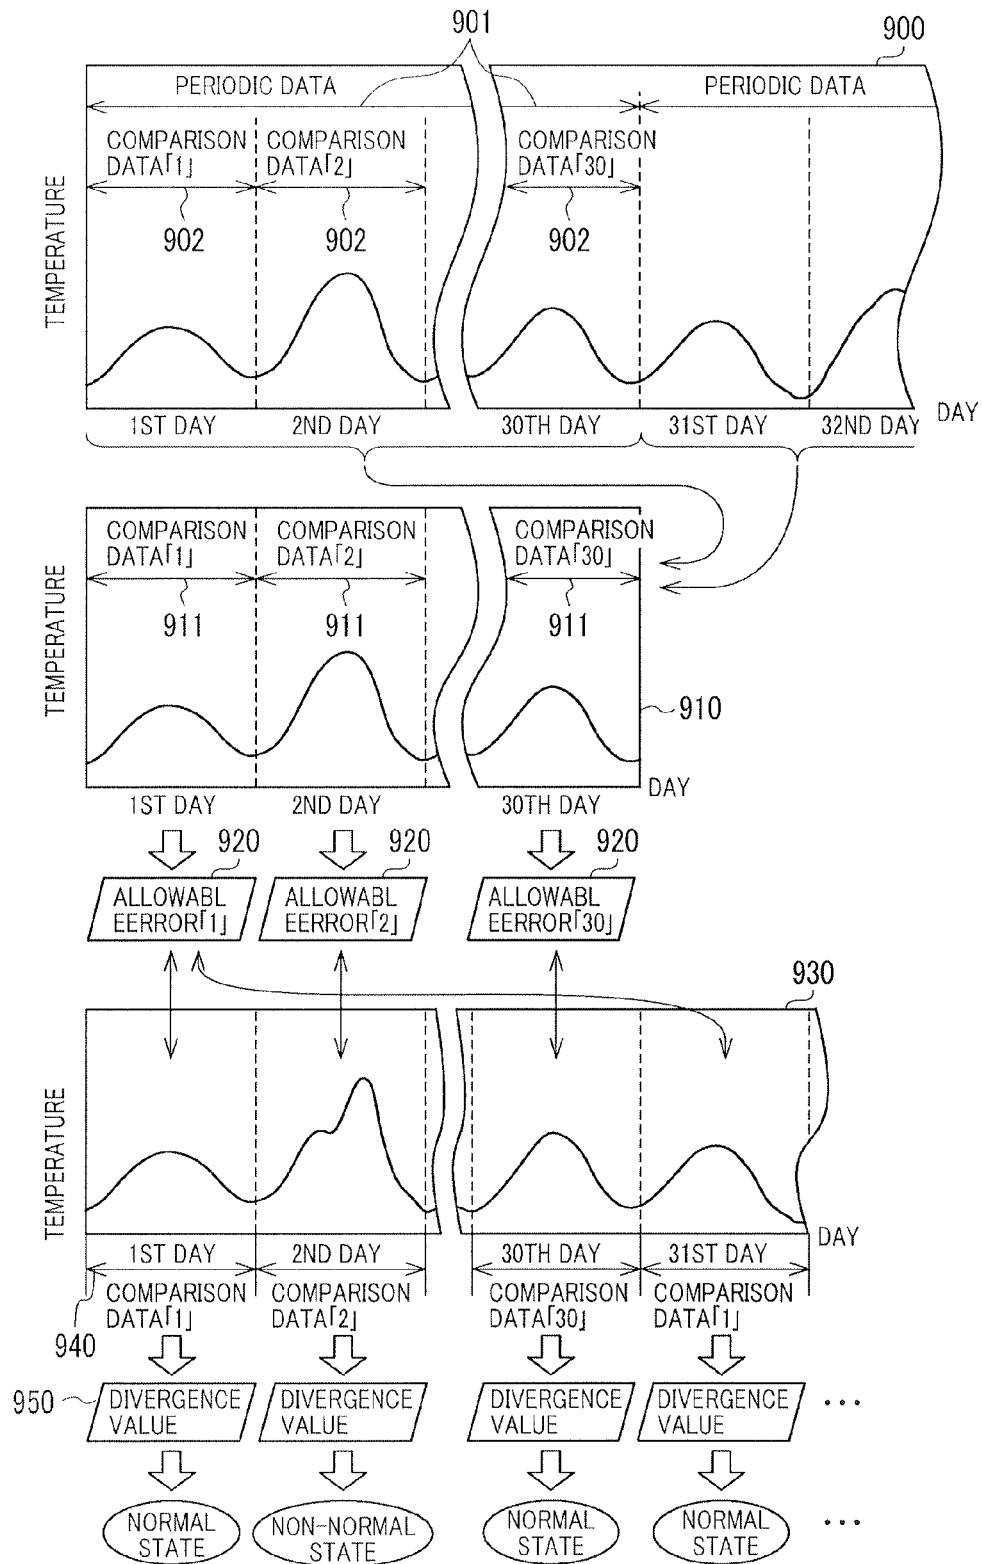 901
900
PERIODIC DATA
PERIODIC DATA
COMPARISON
DATA「1」
COMPARISON
DATA「2」
COMPARISON
DATA「30」
902
902
902
TEMPERATURE
DAY
1ST DAY
2ND DAY
30TH DAY
31ST DAY
32ND DAY
COMPARISON
DATA「1」
COMPARISON
DATA「2」
COMPARISON
DATA「30」
911
911
911
TEMPERATURE
910
DAY
1ST DAY
2ND DAY
30TH DAY
920
920
920
ALLOWABL
EERROR「1」
ALLOWABL
EERROR「2」
ALLOWABL
EERROR「30」
930
TEMPERATURE
DAY
1ST DAY
2ND DAY
30TH DAY
31ST DAY
940
COMPARISON
DATA「1」
COMPARISON
DATA「2」
COMPARISON
DATA「30」
COMPARISON
DATA「1」
950
DIVERGENCE
VALUE
DIVERGENCE
VALUE
DIVERGENCE
VALUE
DIVERGENCE
VALUE
...
NORMAL
STATE
NON-NORMAL
STATE
NORMAL
STATE
NORMAL
STATE
...